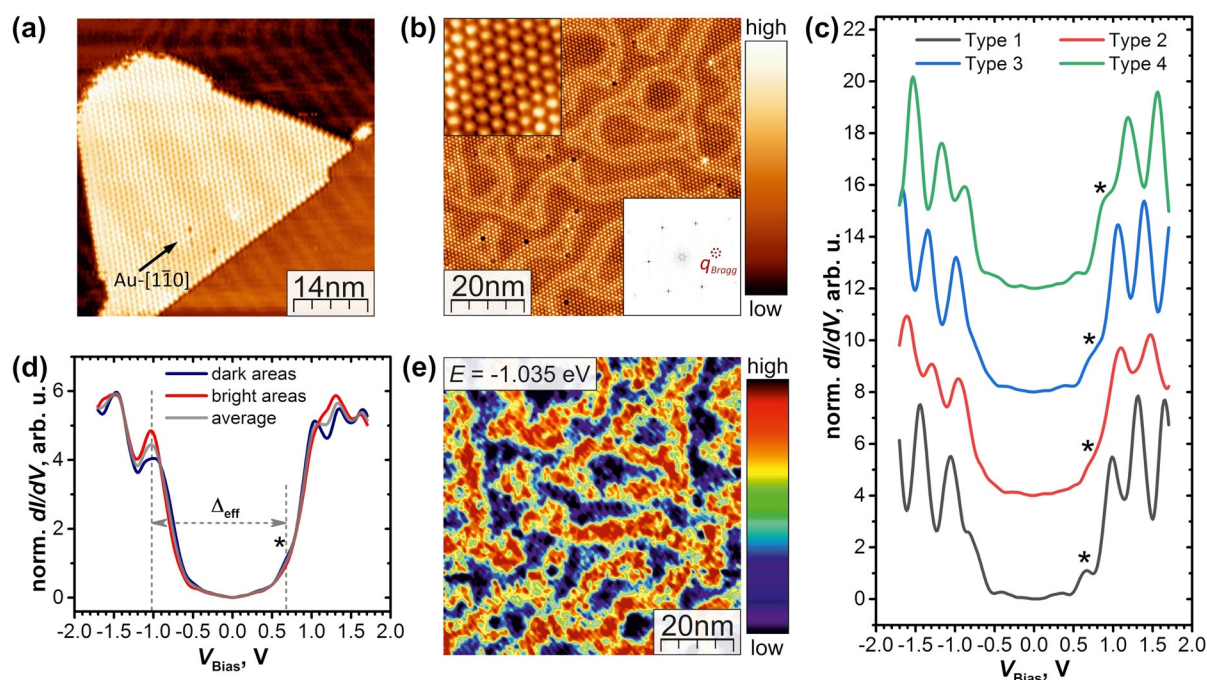 (a)
Au-[11̅0]
14nm
(b)
20nm
q Bragg
high
low
(c)
norm. dI/dV, arb. u.
22
20
18
16
14
12
10
8
6
4
2
0
Type 1
Type 2
Type 3
Type 4
*
*
*
*
-2.0 -1.5 -1.0 -0.5 0.0 0.5 1.0 1.5 2.0
VBias, V
(d)
norm. dI/dV, arb. u.
6
4
2
0
dark areas
bright areas
average
Δeff
*
-2.0 -1.5 -1.0 -0.5 0.0 0.5 1.0 1.5 2.0
VBias, V
(e)
E = -1.035 eV
20nm
high
low